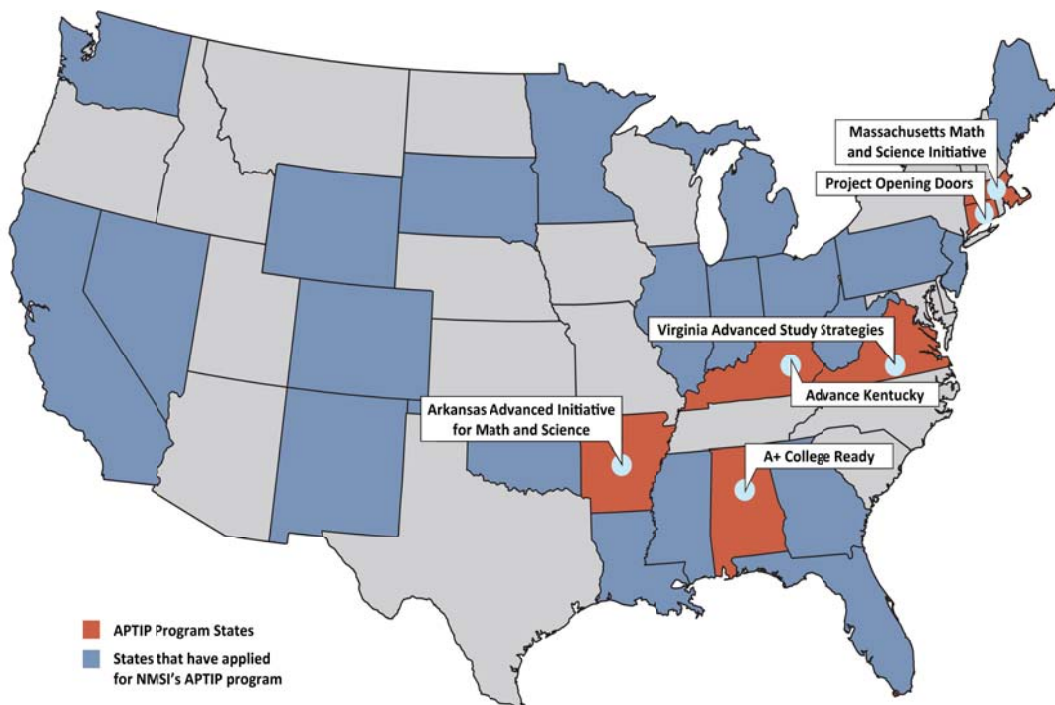 Massachusetts Math
and Science Initiative
Project Opening Doors
Virginia Advanced Study Strategies
Advance Kentucky
Arkansas Advanced Initiative
for Math and Science
A+ College Ready
APTIP Program States
States that have applied
for NMSI's APTIP program